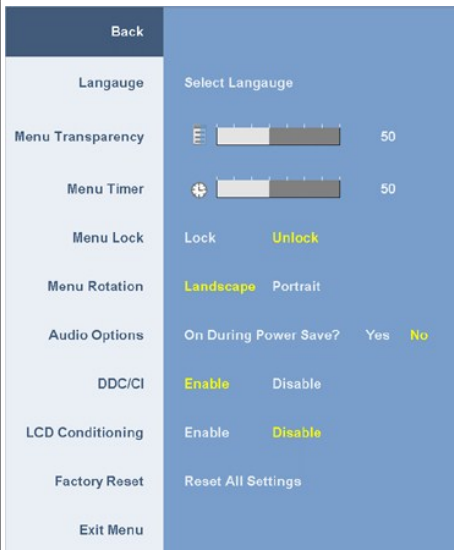 Back
Langauge Select Langauge
Menu Transparency 50
Menu Timer 50
Menu Lock Lock Unlock
Menu Rotation Landscape Portrait
Audio Options On During Power Save? Yes No
DDC/CI Enable Disable
LCD Conditioning Enable Disable
Factory Reset Reset All Settings
Exit Menu